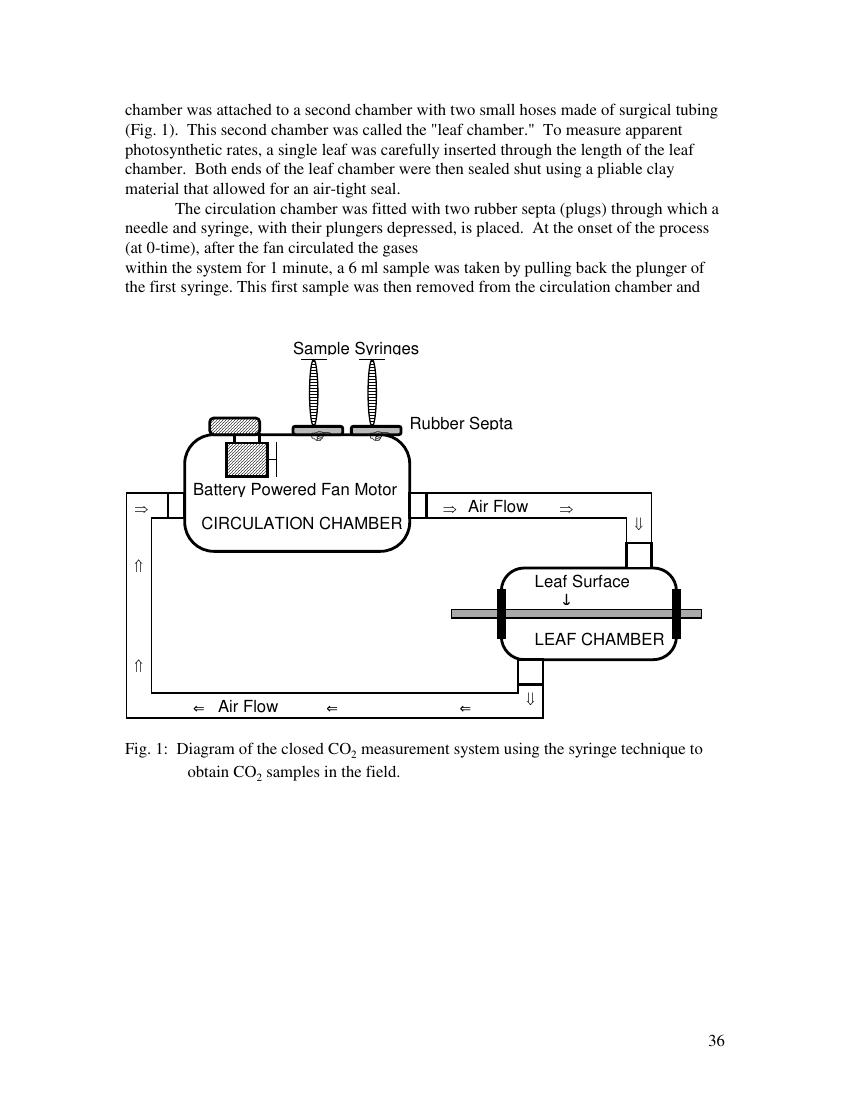 chamber was attached to a second chamber with two small hoses made of surgical tubing
(Fig. 1).  This second chamber was called the "leaf chamber."  To measure apparent
photosynthetic rates, a single leaf was carefully inserted through the length of the leaf
chamber.  Both ends of the leaf chamber were then sealed shut using a pliable clay
material that allowed for an air-tight seal.
The circulation chamber was fitted with two rubber septa (plugs) through which a
needle and syringe, with their plungers depressed, is placed.  At the onset of the process
(at 0-time), after the fan circulated the gases
within the system for 1 minute, a 6 ml sample was taken by pulling back the plunger of
the first syringe. This first sample was then removed from the circulation chamber and
Sample Syringes
Rubber Septa
Battery Powered Fan Motor
⇒ ⇒ Air Flow ⇒
CIRCULATION CHAMBER ⇓
⇑
Leaf Surface
↓
LEAF CHAMBER
⇑
⇓
⇐ Air Flow ⇐ ⇐
Fig. 1:  Diagram of the closed CO₂ measurement system using the syringe technique to
obtain CO₂ samples in the field.
36